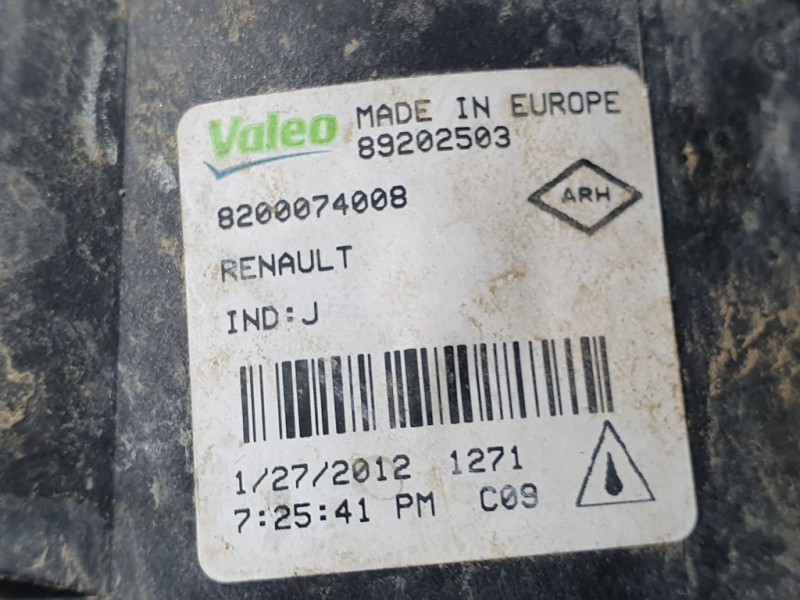 Valeo MADE IN EUROPE
89202503
8200074008
ARH
RENAULT
IND:J
1/27/2012 1271
7:25:41 PM C09